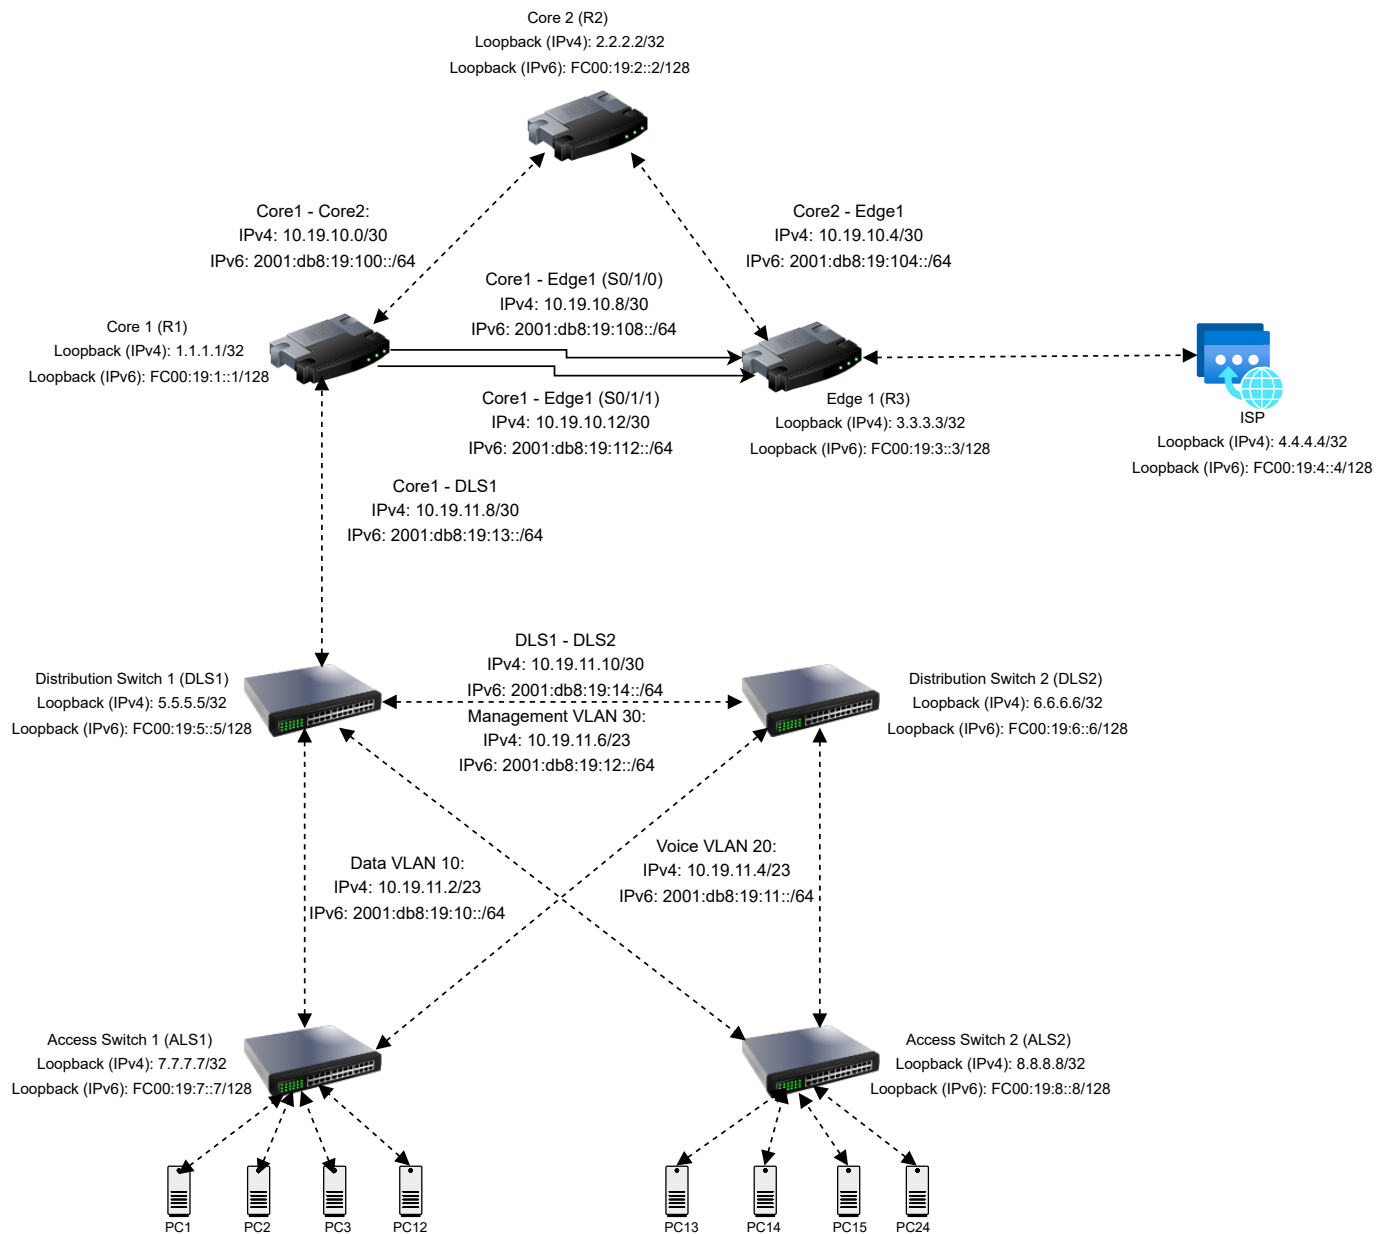 Core 2 (R2)
Loopback (IPv4): 2.2.2.2/32
Loopback (IPv6): FC00:19:2::2/128
Core1 - Core2:
IPv4: 10.19.10.0/30
IPv6: 2001:db8:19:100::/64
Core2 - Edge1
IPv4: 10.19.10.4/30
IPv6: 2001:db8:19:104::/64
Core1 - Edge1 (S0/1/0)
IPv4: 10.19.10.8/30
IPv6: 2001:db8:19:108::/64
Core 1 (R1)
Loopback (IPv4): 1.1.1.1/32
Loopback (IPv6): FC00:19:1::1/128
Core1 - Edge1 (S0/1/1)
IPv4: 10.19.10.12/30
IPv6: 2001:db8:19:112::/64
Edge 1 (R3)
Loopback (IPv4): 3.3.3.3/32
Loopback (IPv6): FC00:19:3::3/128
ISP
Loopback (IPv4): 4.4.4.4/32
Loopback (IPv6): FC00:19:4::4/128
Core1 - DLS1
IPv4: 10.19.11.8/30
IPv6: 2001:db8:19:13::/64
DLS1 - DLS2
IPv4: 10.19.11.10/30
IPv6: 2001:db8:19:14::/64
Management VLAN 30:
IPv4: 10.19.11.6/23
IPv6: 2001:db8:19:12::/64
Distribution Switch 1 (DLS1)
Loopback (IPv4): 5.5.5.5/32
Loopback (IPv6): FC00:19:5::5/128
Distribution Switch 2 (DLS2)
Loopback (IPv4): 6.6.6.6/32
Loopback (IPv6): FC00:19:6::6/128
Data VLAN 10:
IPv4: 10.19.11.2/23
IPv6: 2001:db8:19:10::/64
Voice VLAN 20:
IPv4: 10.19.11.4/23
IPv6: 2001:db8:19:11::/64
Access Switch 1 (ALS1)
Loopback (IPv4): 7.7.7.7/32
Loopback (IPv6): FC00:19:7::7/128
Access Switch 2 (ALS2)
Loopback (IPv4): 8.8.8.8/32
Loopback (IPv6): FC00:19:8::8/128
PC1
PC2
PC3
PC12
PC13
PC14
PC15
PC24